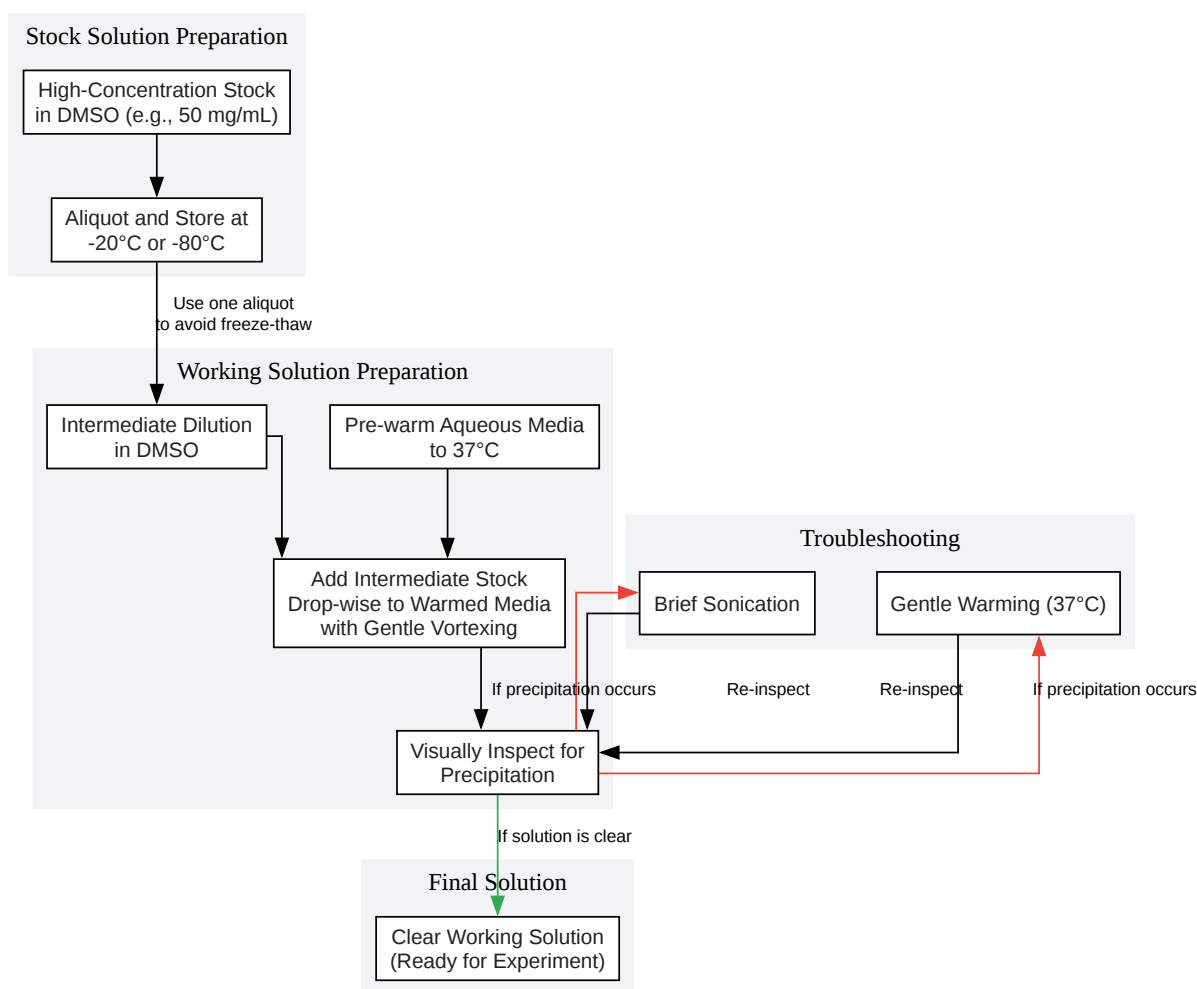 Stock Solution Preparation
High-Concentration Stock
in DMSO (e.g., 50 mg/mL)
Aliquot and Store at
-20°C or -80°C
Use one aliquot
to avoid freeze-thaw
Working Solution Preparation
Intermediate Dilution
in DMSO
Pre-warm Aqueous Media
to 37°C
Add Intermediate Stock
Drop-wise to Warmed Media
with Gentle Vortexing
Troubleshooting
Brief Sonication
Gentle Warming (37°C)
If precipitation occurs
Re-inspect
Re-inspect
If precipitation occurs
Visually Inspect for
Precipitation
If solution is clear
Final Solution
Clear Working Solution
(Ready for Experiment)